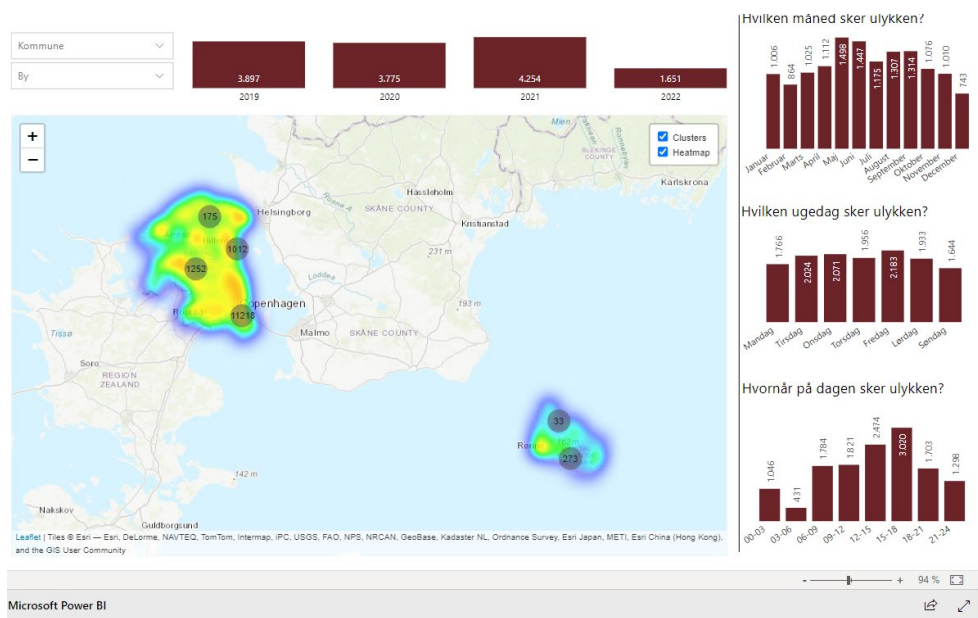 Kommune
By
3.897
3.775
4.254
1.651
2019
2020
2021
2022
+
−
Clusters
Heatmap
Mien
BLEKINGE
COUNTY
Karlskrona
Hässleholm
SKÅNE COUNTY
Kristianstad
Helsingborg
231 m
193 m
175
1012
1252
11218
openhagen
Malmo
SKÅNE COUNTY
Tissø
Soro
REGION
ZEALAND
33
273
162 m
142 m
Nakskov
Guldborgsund
Leaflet | Tiles © Esri — Esri, DeLorme, NAVTEQ, TomTom, Intermap, iPC, USGS, FAO, NPS, NRCAN, GeoBase, Kadaster NL, Ordnance Survey, Esri Japan, METI, Esri China (Hong Kong),
and the GIS User Community
Hvilken måned sker ulykken?
1.006
864
1.025
1.112
1.498
1.447
1.175
1.307
1.314
1.076
1.010
743
Januar
Februar
Marts
April
Maj
Juni
Juli
August
September
Oktober
November
December
Hvilken ugedag sker ulykken?
1.766
2.024
2.071
1.956
2.183
1.933
1.644
Mandag
Tirsdag
Onsdag
Torsdag
Fredag
Lørdag
Søndag
Hvornår på dagen sker ulykken?
1.046
431
1.784
1.821
2.474
3.020
1.703
1.298
00-03
03-06
06-09
09-12
12-15
15-18
18-21
21-24
- + 94 %
Microsoft Power BI